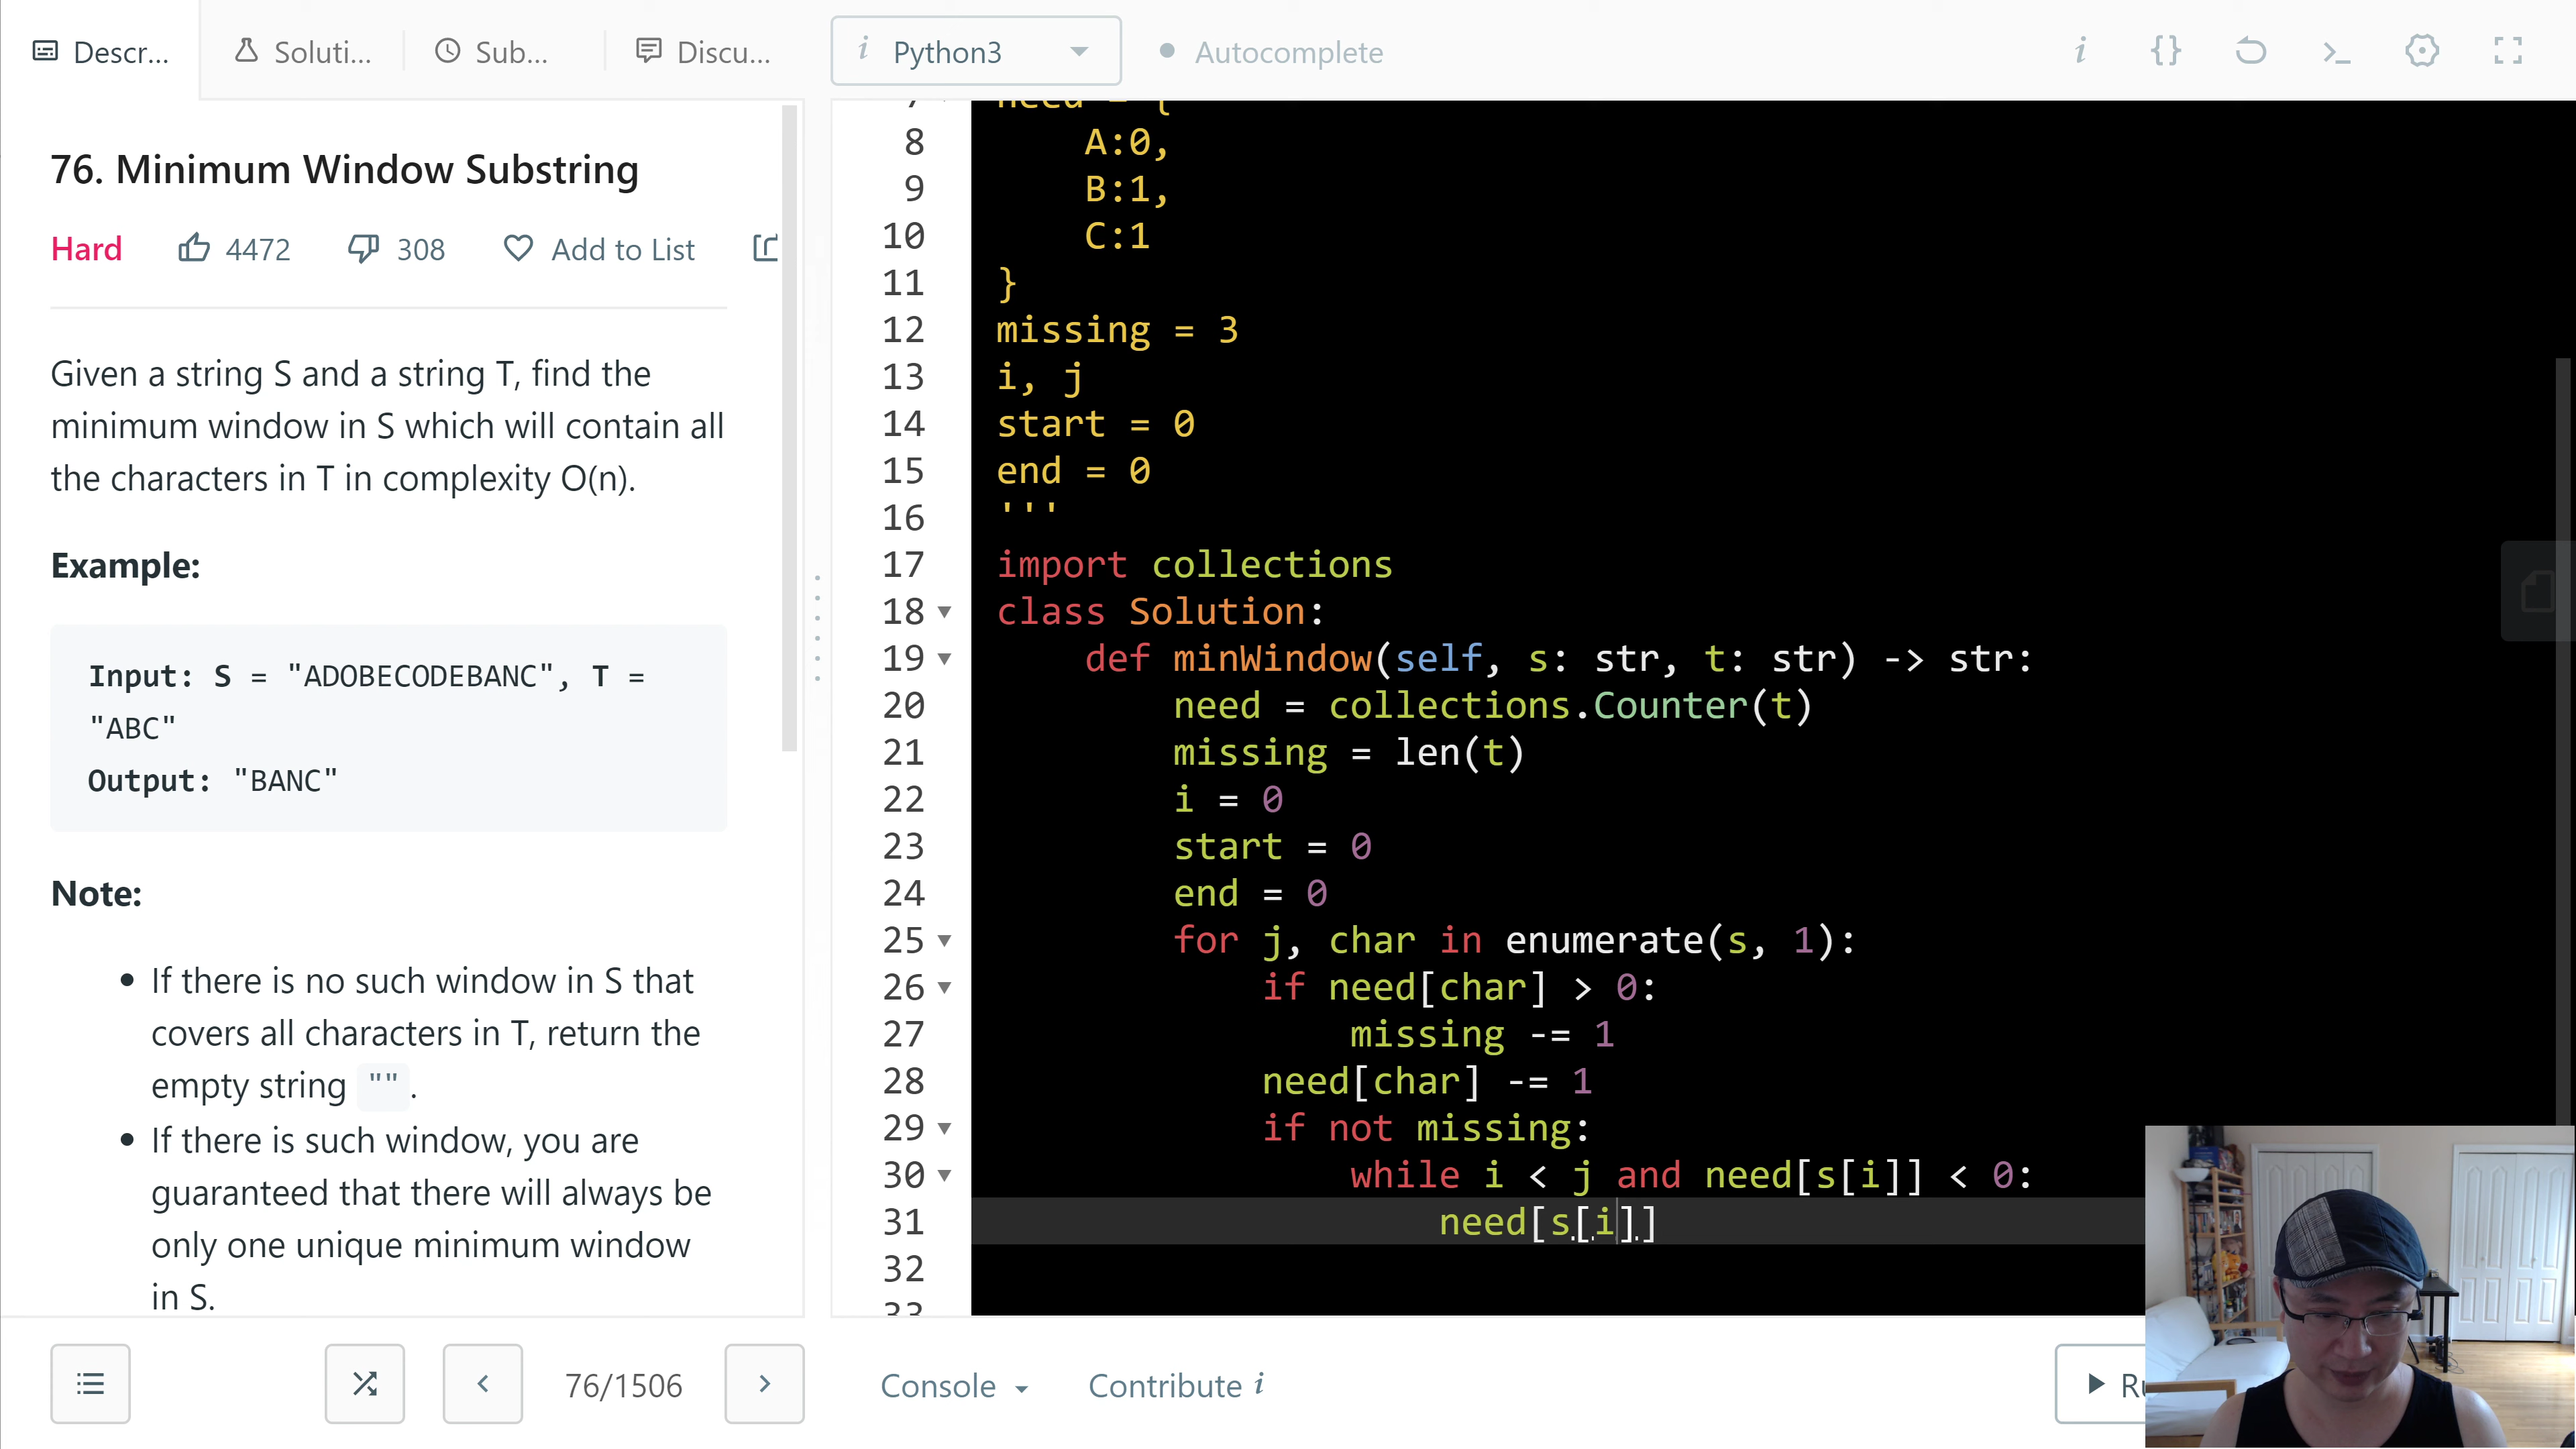 Descr...
Soluti...
Sub...
Discu...
i Python3
Autocomplete
i {} >_
76. Minimum Window Substring
Hard 4472 308 Add to List
Given a string S and a string T, find the
minimum window in S which will contain all
the characters in T in complexity O(n).
Example:
Input: S = "ADOBECODEBANC", T =
"ABC"
Output: "BANC"
Note:
• If there is no such window in S that
covers all characters in T, return the
empty string "".
• If there is such window, you are
guaranteed that there will always be
only one unique minimum window
in S.
76/1506
7 need = {
8 A:0,
9 B:1,
10 C:1
11 }
12 missing = 3
13 i, j
14 start = 0
15 end = 0
16 '''
17 import collections
18 class Solution:
19 def minWindow(self, s: str, t: str) -> str:
20 need = collections.Counter(t)
21 missing = len(t)
22 i = 0
23 start = 0
24 end = 0
25 for j, char in enumerate(s, 1):
26 if need[char] > 0:
27 missing -= 1
28 need[char] -= 1
29 if not missing:
30 while i < j and need[s[i]] < 0:
31 need[s[i]]
32
33
Console
Contribute i